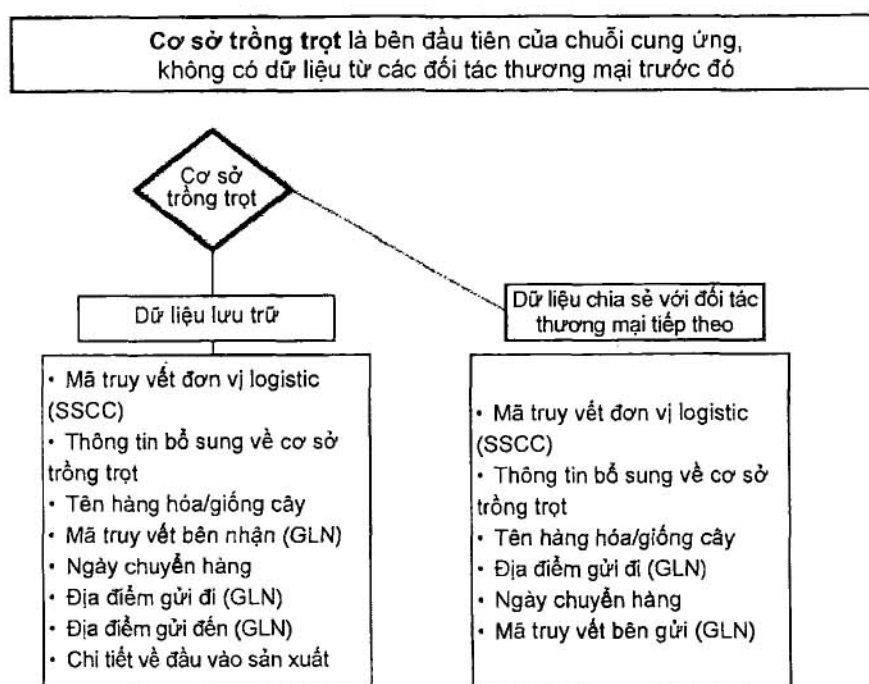 Cơ sở trồng trọt là bên đầu tiên của chuỗi cung ứng,
không có dữ liệu từ các đối tác thương mại trước đó
Cơ sở
trồng trọt
Dữ liệu lưu trữ
• Mã truy vết đơn vị logistic
(SSCC)
• Thông tin bổ sung về cơ sở
trồng trọt
• Tên hàng hóa/giống cây
• Mã truy vết bên nhận (GLN)
• Ngày chuyển hàng
• Địa điểm gửi đi (GLN)
• Địa điểm gửi đến (GLN)
• Chi tiết về đầu vào sản xuất
Dữ liệu chia sẻ với đối tác
thương mại tiếp theo
• Mã truy vết đơn vị logistic
(SSCC)
• Thông tin bổ sung về cơ sở
trồng trọt
• Tên hàng hóa/giống cây
• Địa điểm gửi đi (GLN)
• Ngày chuyển hàng
• Mã truy vết bên gửi (GLN)